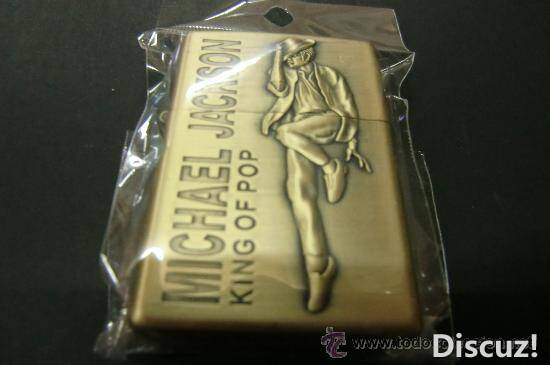 MICHAEL JACKSON
KING OF POP
Discuz!